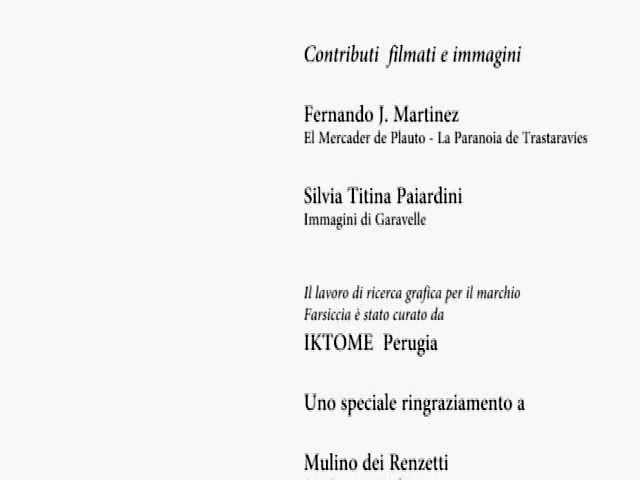 Contributi filmati e immagini
Fernando J. Martinez
El Mercader de Plauto - La Paranoia de Trastaravíes
Silvia Titina Paiardini
Immagini di Garavelle
Il lavoro di ricerca grafica per il marchio
Farsiccia è stato curato da
IKTOME Perugia
Uno speciale ringraziamento a
Mulino dei Renzetti